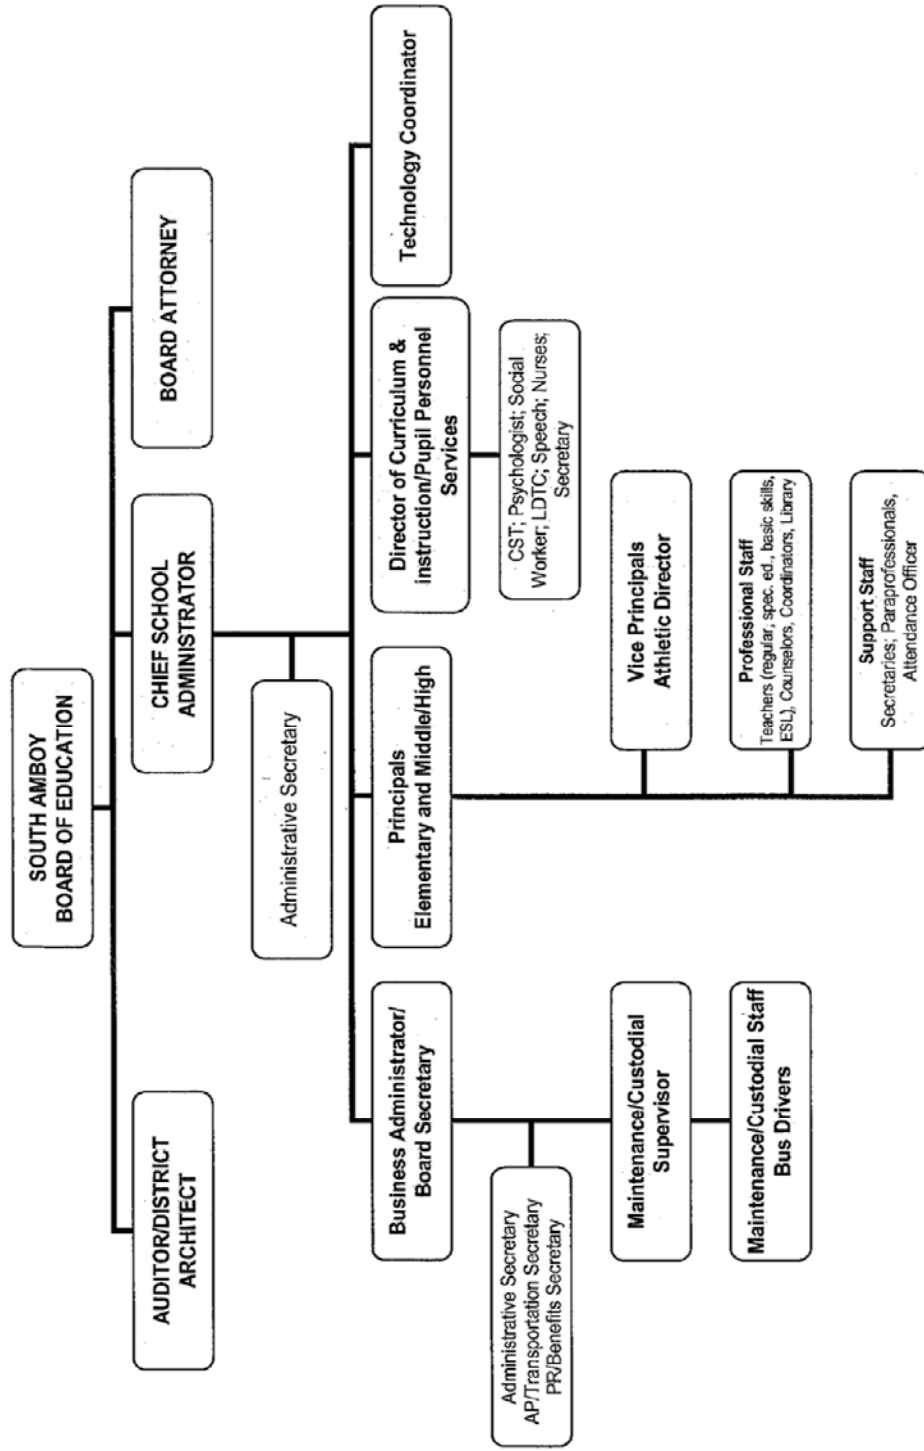 SOUTH AMBOY
BOARD OF EDUCATION
AUDITOR/DISTRICT
ARCHITECT
CHIEF SCHOOL
ADMINISTRATOR
BOARD ATTORNEY
Administrative Secretary
Business Administrator/
Board Secretary
Principals
Elementary and Middle/High
Director of Curriculum &
instruction/Pupil Personnel
Services
Technology Coordinator
Administrative Secretary
AP/Transportation Secretary
PR/Benefits Secretary
CST; Psychologist; Social
Worker; LDTC; Speech; Nurses;
Secretary
Maintenance/Custodial
Supervisor
Vice Principals
Athletic Director
Maintenance/Custodial Staff
Bus Drivers
Professional Staff
Teachers (regular, spec. ed., basic skills,
ESL), Counselors, Coordinators, Library
Support Staff
Secretaries; Paraprofessionals,
Attendance Officer